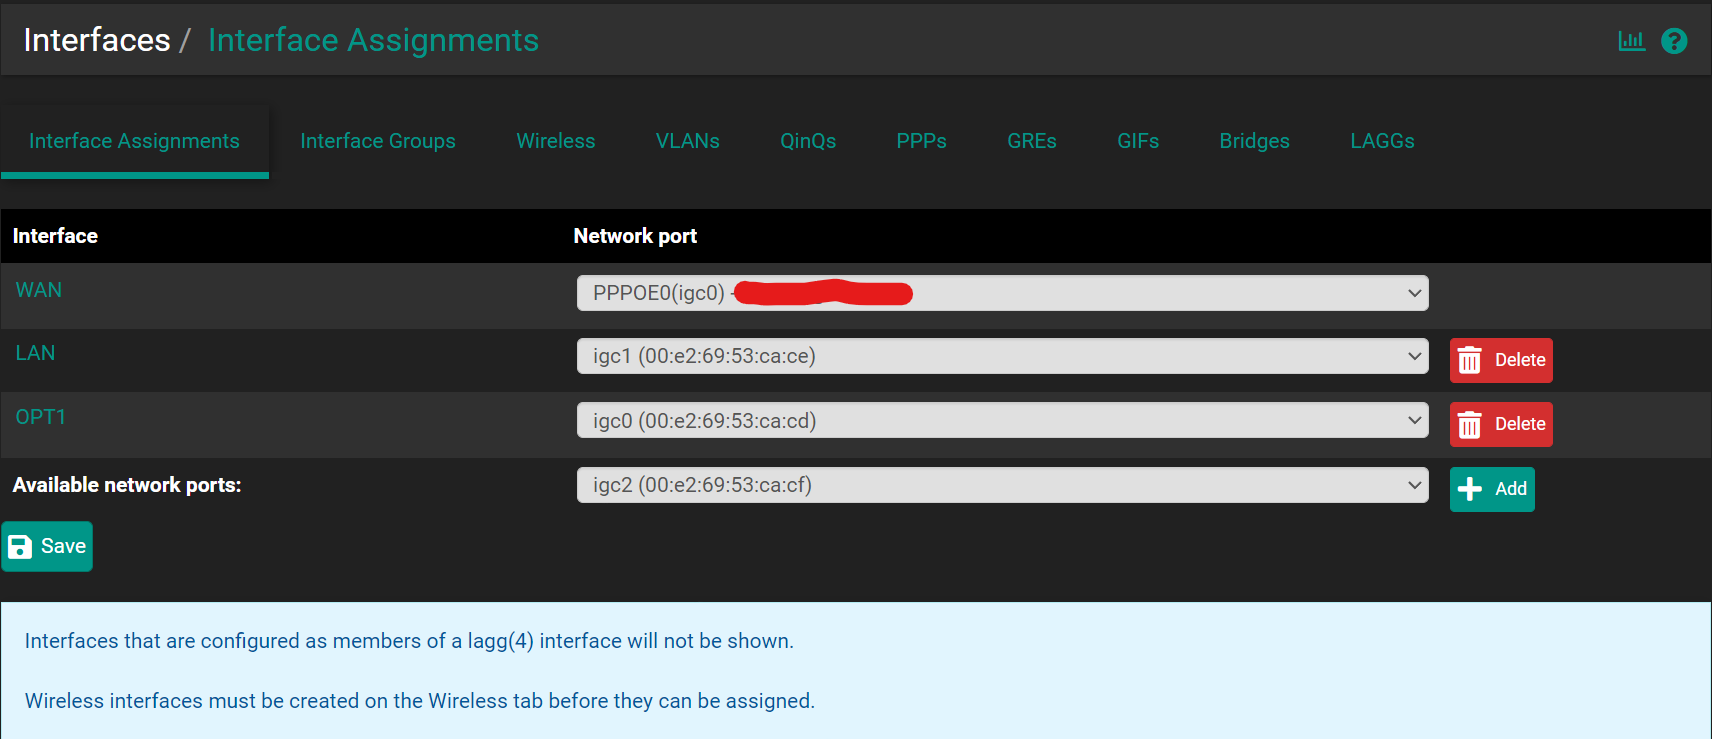 Interfaces / Interface Assignments
Interface Assignments Interface Groups Wireless VLANs QinQs PPPs GREs GIFs Bridges LAGGs
Interface Network port
WAN PPPOE0(igc0) -
LAN igc1 (00:e2:69:53:ca:ce) Delete
OPT1 igc0 (00:e2:69:53:ca:cd) Delete
Available network ports: igc2 (00:e2:69:53:ca:cf) Add
Save
Interfaces that are configured as members of a lagg(4) interface will not be shown.
Wireless interfaces must be created on the Wireless tab before they can be assigned.